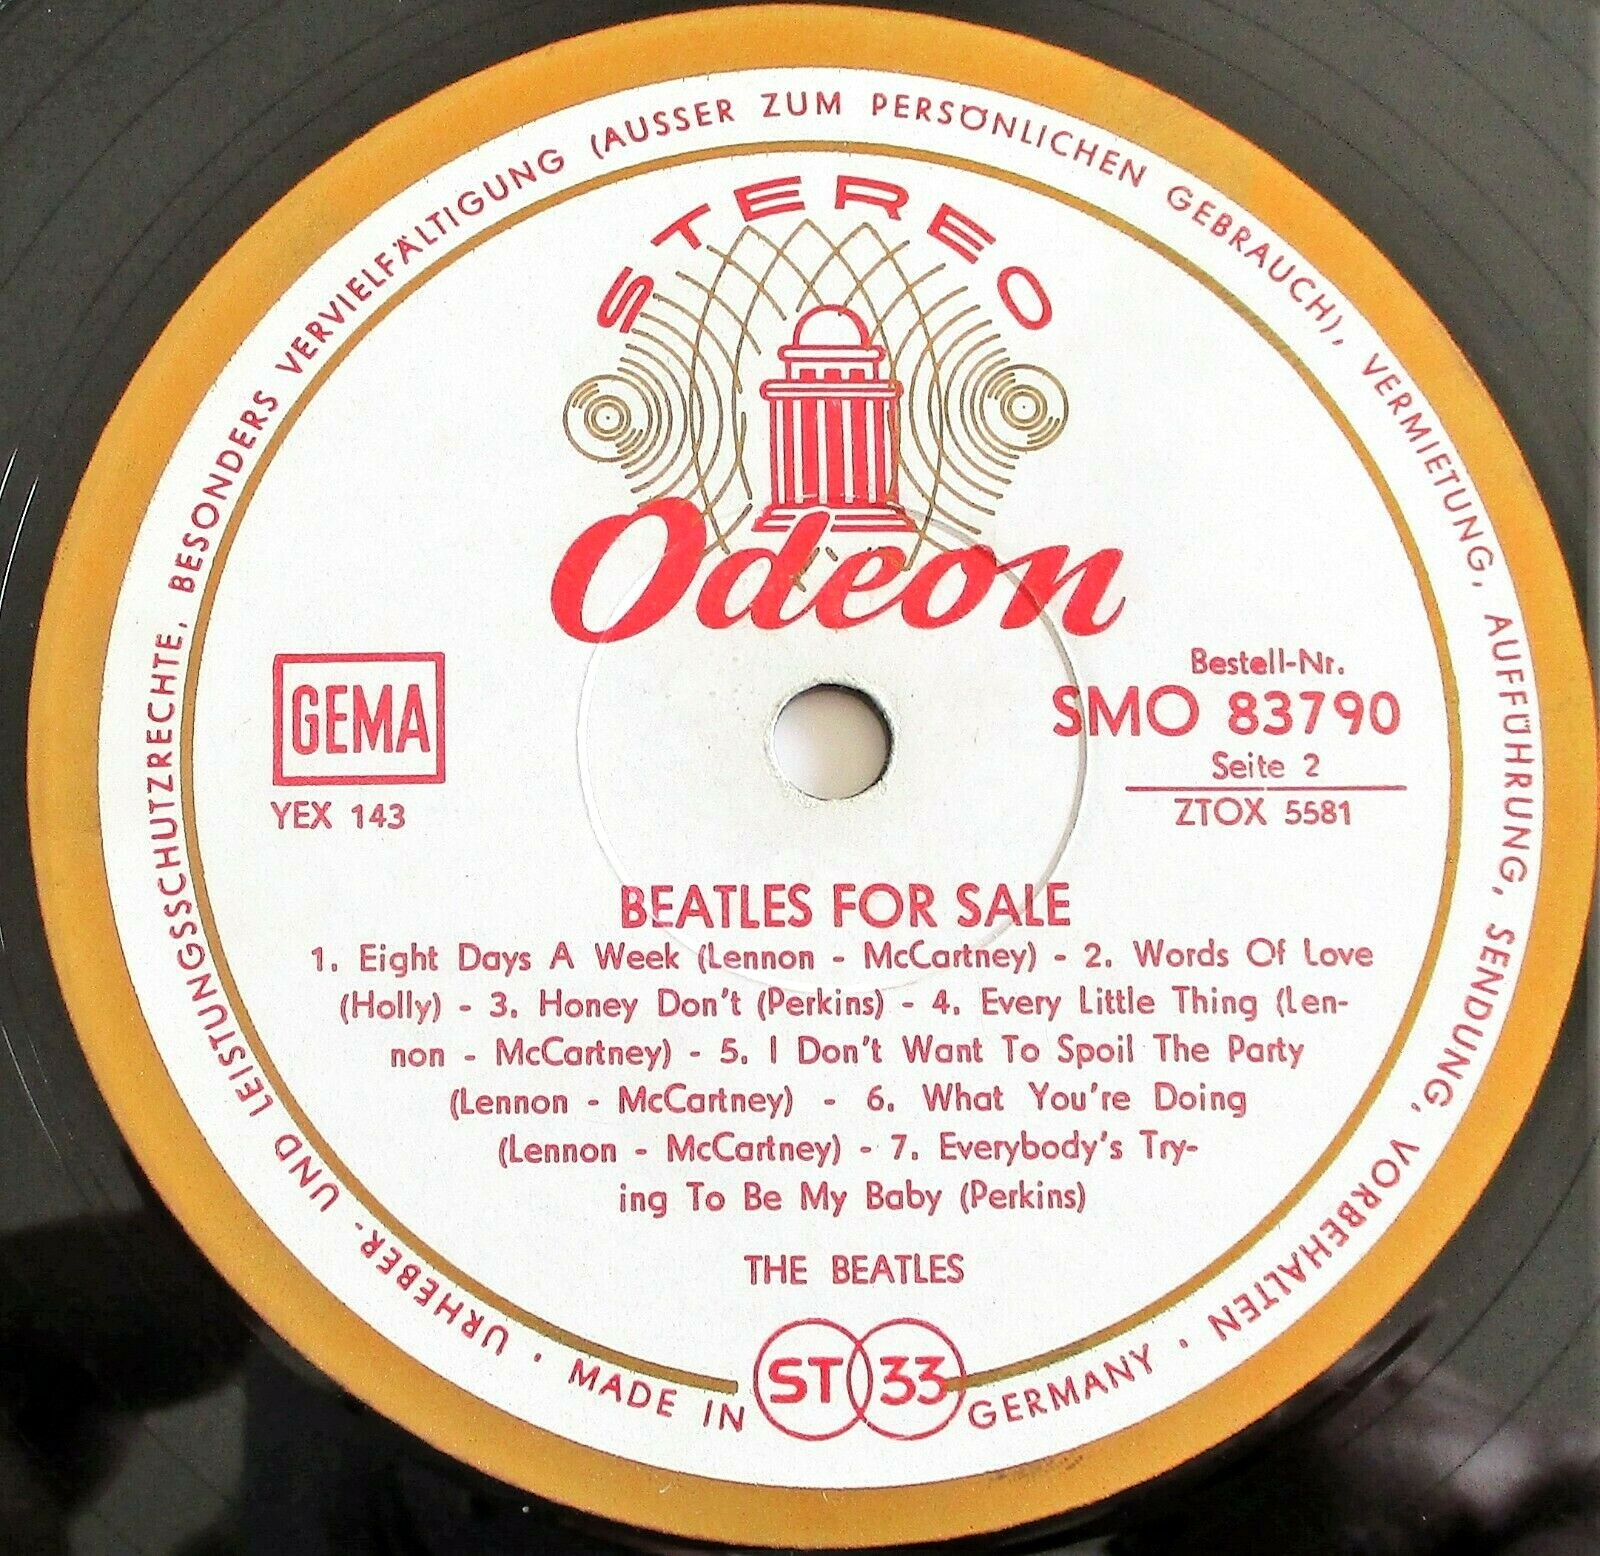 URHEBER- UND LEISTUNGSSCHUTZRECHTE, BESONDERS VERVIELFÄLTIGUNG (AUSSER ZUM PERSÖNLICHEN GEBRAUCH), VERMIETUNG, AUFFÜHRUNG, SENDUNG, VORBEHALTEN ·
STEREO
Odeon
GEMA
YEX 143
Bestell-Nr.
SMO 83790
Seite 2
ZTOX 5581
BEATLES FOR SALE
1. Eight Days A Week (Lennon - McCartney) - 2. Words Of Love
(Holly) - 3. Honey Don't (Perkins) - 4. Every Little Thing (Len-
non - McCartney) - 5. I Don't Want To Spoil The Party
(Lennon - McCartney) - 6. What You're Doing
(Lennon - McCartney) - 7. Everybody's Try-
ing To Be My Baby (Perkins)
THE BEATLES
ST 33
· MADE IN GERMANY